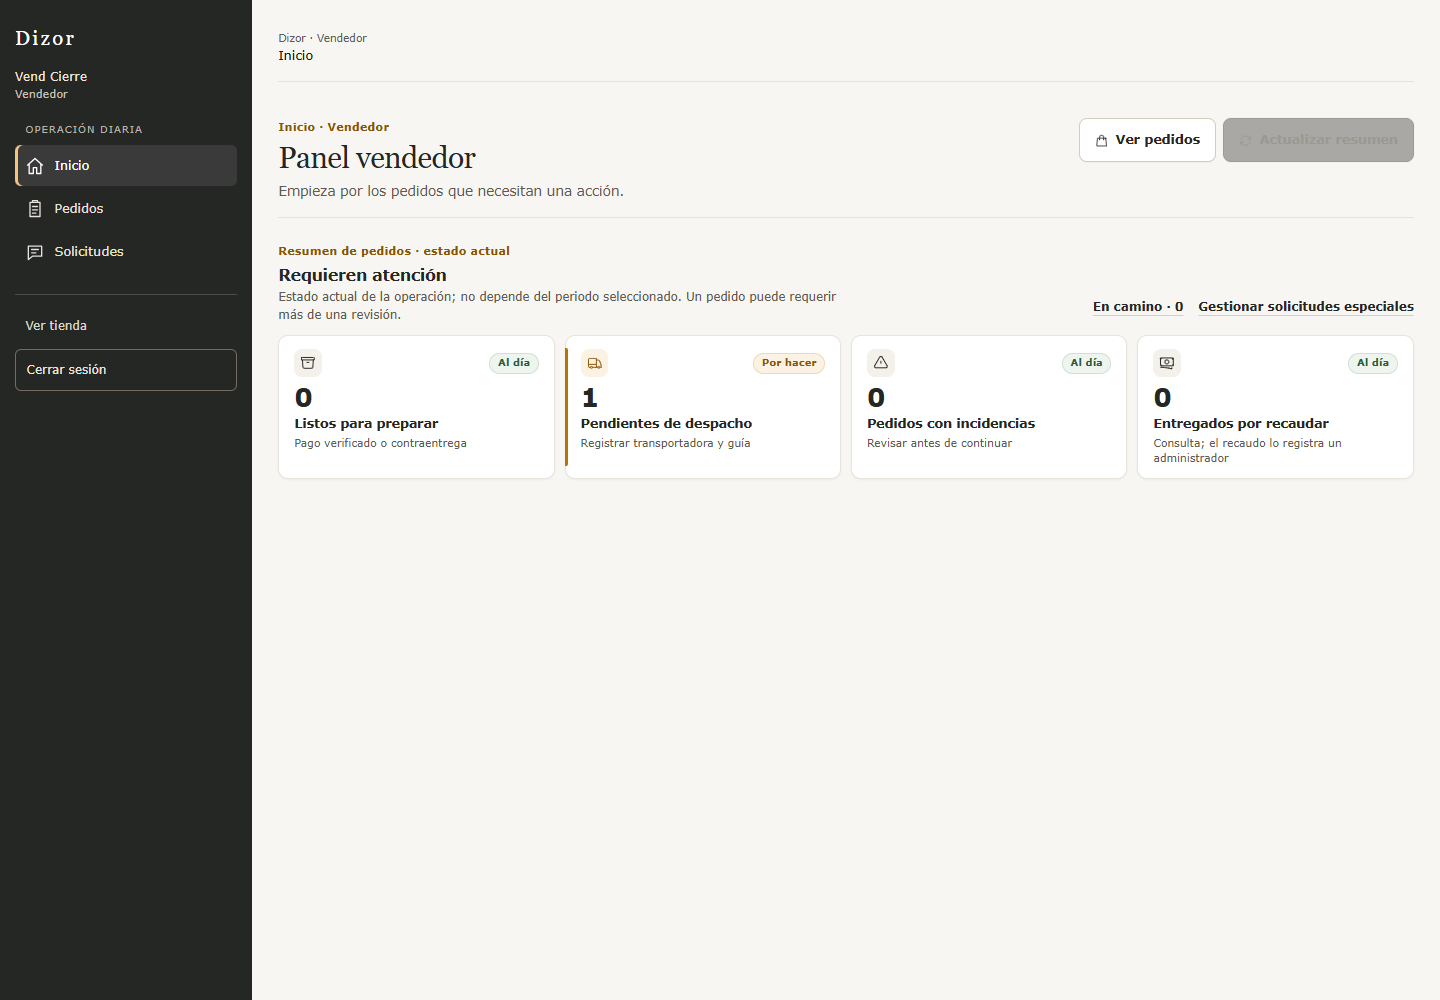 Dizor
Vend Cierre
Vendedor
OPERACIÓN DIARIA
Inicio
Pedidos
Solicitudes
Ver tienda
Cerrar sesión
Dizor · Vendedor
Inicio
Inicio · Vendedor
Panel vendedor
Empieza por los pedidos que necesitan una acción.
Ver pedidos
Actualizar resumen
Resumen de pedidos · estado actual
Requieren atención
Estado actual de la operación; no depende del periodo seleccionado. Un pedido puede requerir
más de una revisión.
En camino · 0
Gestionar solicitudes especiales
Al día
0
Listos para preparar
Pago verificado o contraentrega
Por hacer
1
Pendientes de despacho
Registrar transportadora y guía
Al día
0
Pedidos con incidencias
Revisar antes de continuar
Al día
0
Entregados por recaudar
Consulta; el recaudo lo registra un
administrador